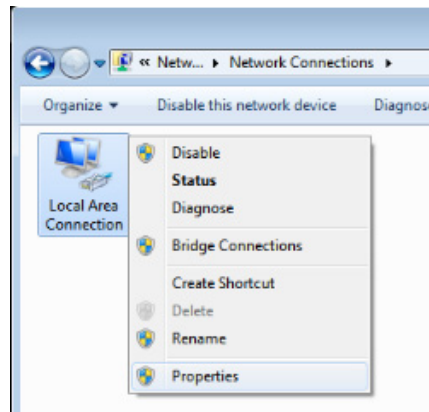 « Netw... ▸ Network Connections ▸
Organize ▾ Disable this network device Diagnos
Local Area
Connection
Disable
Status
Diagnose
Bridge Connections
Create Shortcut
Delete
Rename
Properties